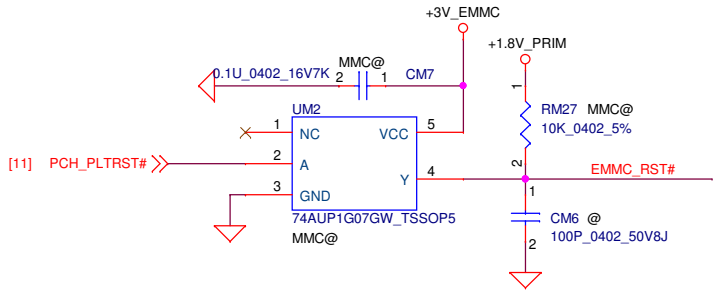 +3V_EMMC
+1.8V_PRIM
MMC@
0.1U_0402_16V7K 2 1 CM7
1
UM2
RM27 MMC@
10K_0402_5%
1 NC VCC 5
2
[11] PCH_PLTRST# 2 A
Y 4 EMMC_RST#
3 GND
1
74AUP1G07GW_TSSOP5
CM6 @
100P_0402_50V8J
MMC@
2